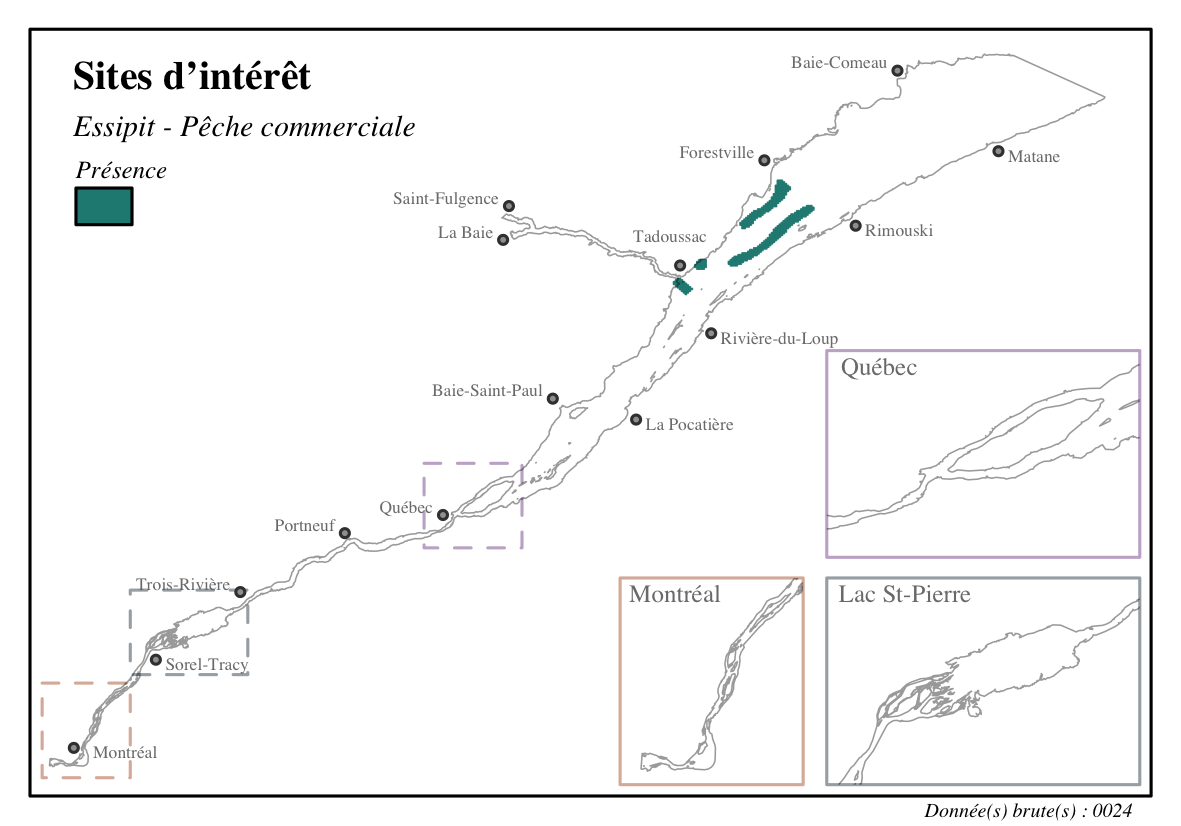 Sites d’intérêt
Essipit - Pêche commerciale
Présence
Baie-Comeau
Matane
Forestville
Saint-Fulgence
La Baie
Tadoussac
Rimouski
Rivière-du-Loup
Baie-Saint-Paul
La Pocatière
Québec
Portneuf
Trois-Rivière
Sorel-Tracy
Montréal
Québec
Montréal
Lac St-Pierre
Donnée(s) brute(s) : 0024